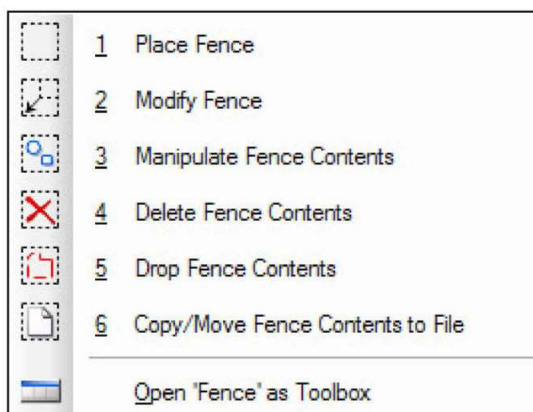 1 Place Fence
2 Modify Fence
3 Manipulate Fence Contents
4 Delete Fence Contents
5 Drop Fence Contents
6 Copy/Move Fence Contents to File
Open 'Fence' as Toolbox